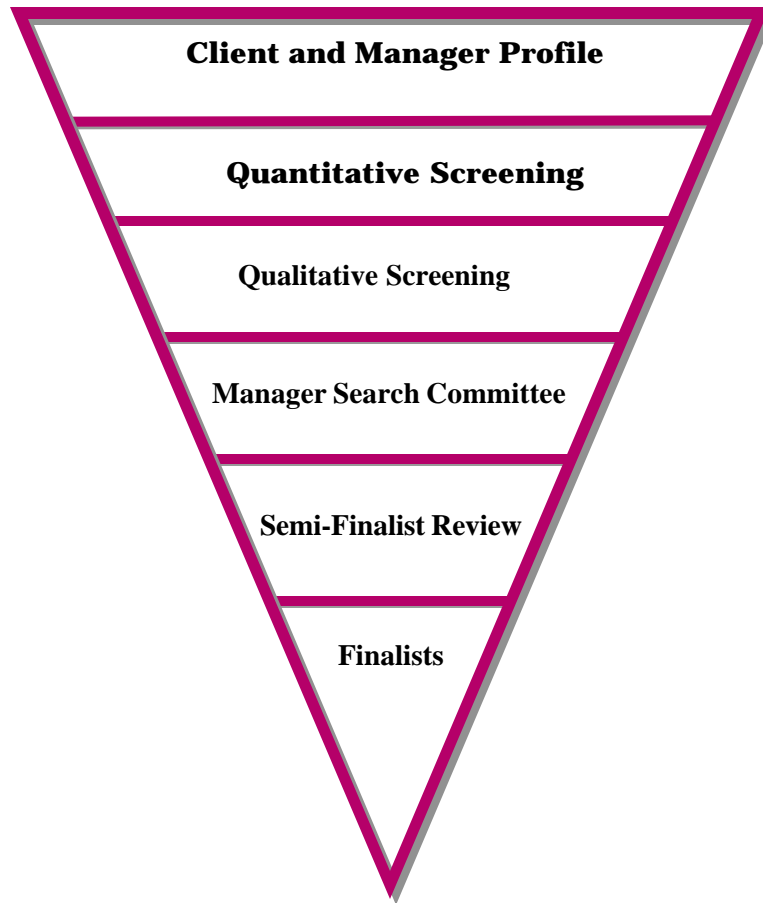 Client and Manager Profile
Quantitative Screening
Qualitative Screening
Manager Search Committee
Semi-Finalist Review
Finalists